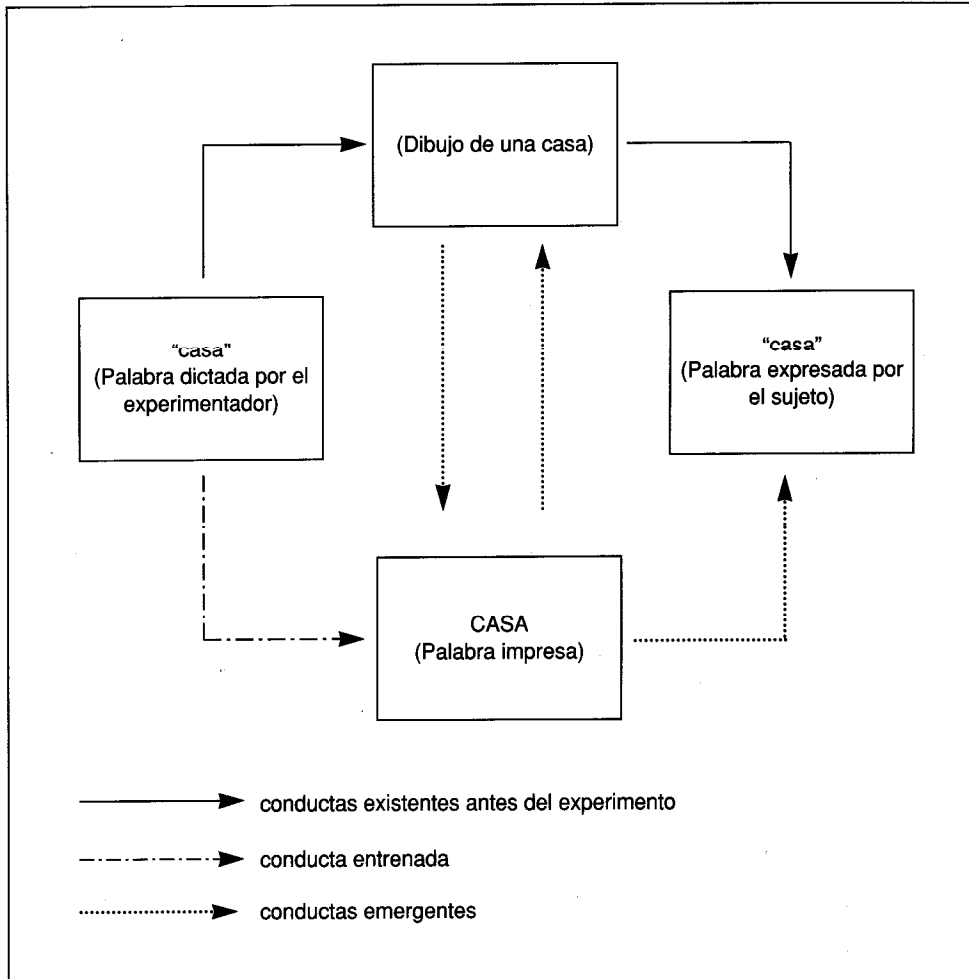 (Dibujo de una casa)
“casa”
(Palabra dictada por el
experimentador)
“casa”
(Palabra expresada por
el sujeto)
CASA
(Palabra impresa)
conductas existentes antes del experimento
conducta entrenada
conductas emergentes